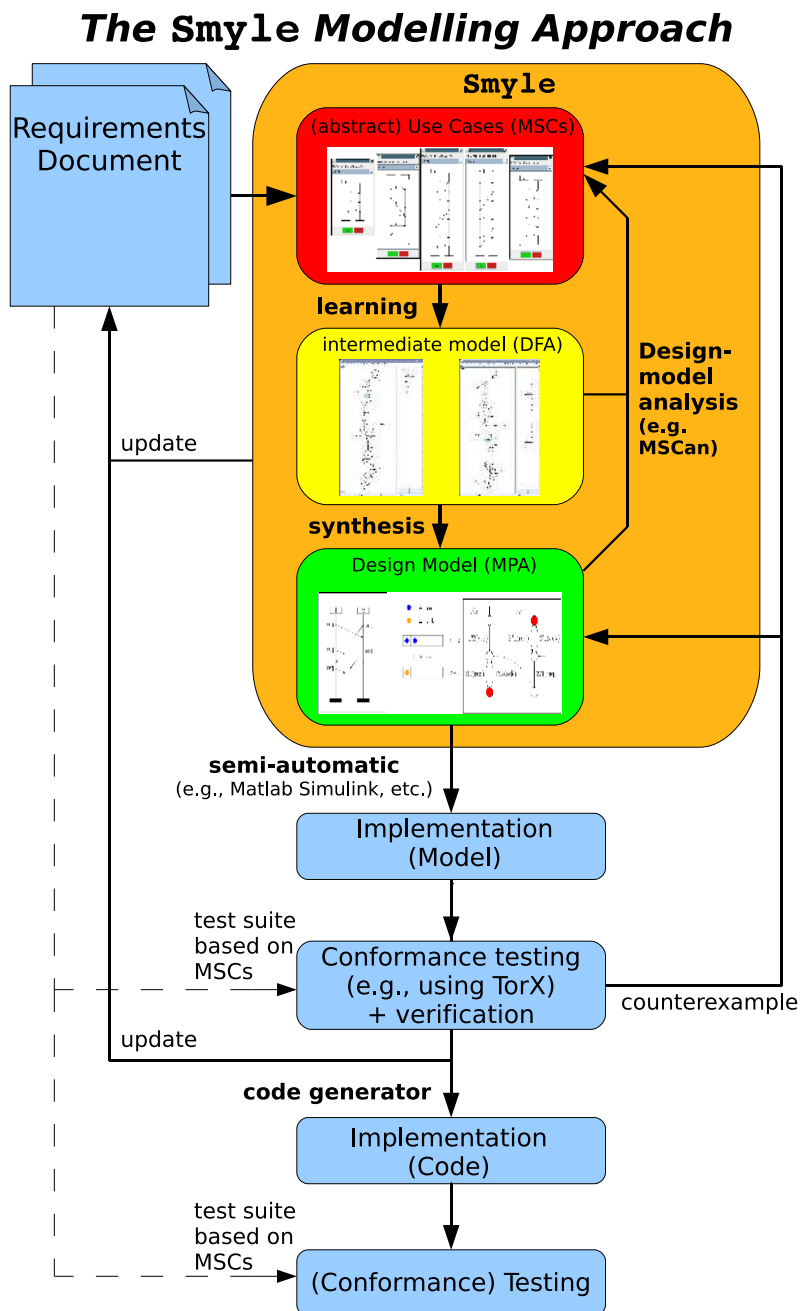 The Smyle Modelling Approach
Requirements
Document
Smyle
(abstract) Use Cases (MSCs)
learning
intermediate model (DFA)
Design-
model
analysis
(e.g.
MSCan)
update
synthesis
Design Model (MPA)
semi-automatic
(e.g., Matlab Simulink, etc.)
Implementation
(Model)
test suite
based on
MSCs
Conformance testing
(e.g., using TorX)
+ verification
counterexample
update
code generator
Implementation
(Code)
test suite
based on
MSCs
(Conformance) Testing